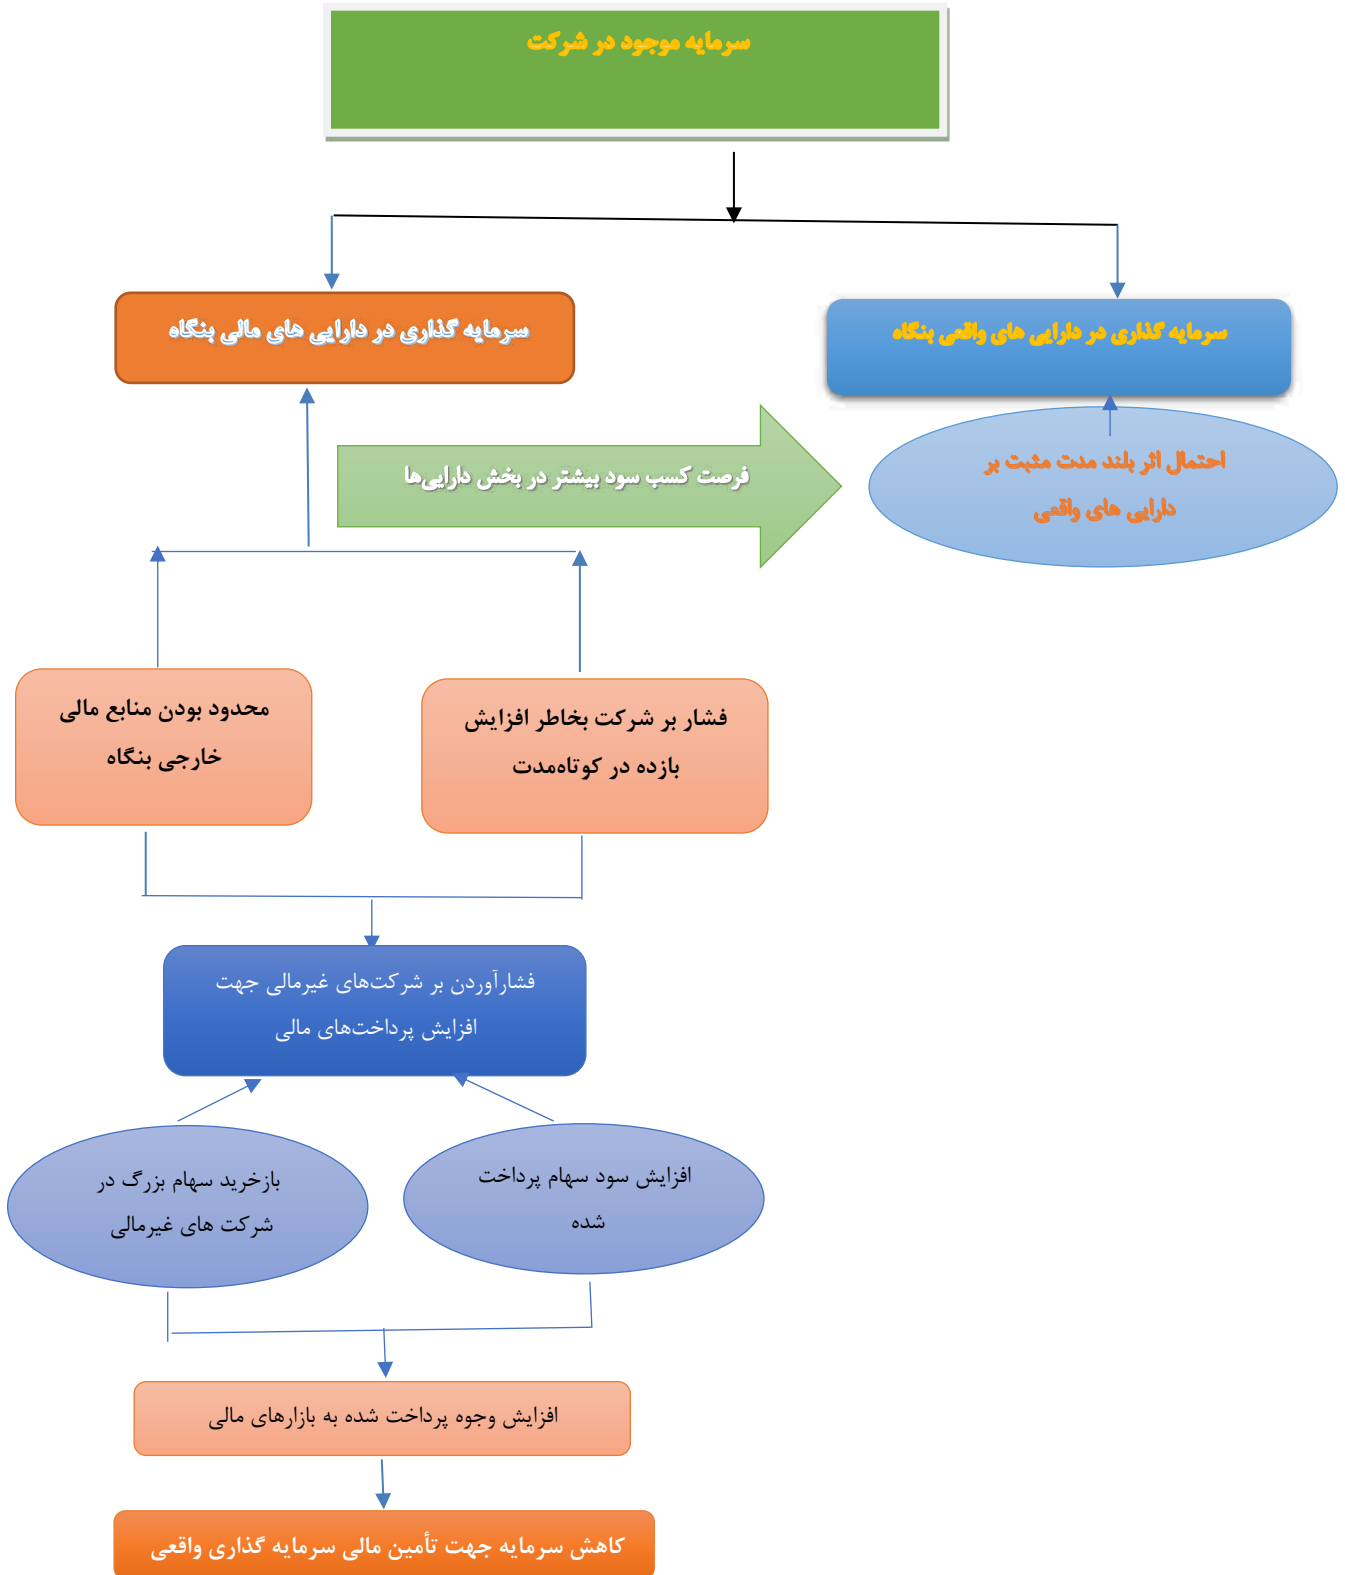 سرمایه موجود در شرکت
سرمایه گذاری در دارایی های واقعی بنگاه
سرمایه گذاری در دارایی های مالی بنگاه
احتمال اثر بلند مدت مثبت بر
دارایی های واقعی
فرصت کسب سود بیشتر در بخش دارایی‌ها
فشار بر شرکت بخاطر افزایش
بازده در کوتاه‌مدت
محدود بودن منابع مالی
خارجی بنگاه
فشارآوردن بر شرکت‌های غیرمالی جهت
افزایش پرداخت‌های مالی
افزایش سود سهام پرداخت
شده
بازخرید سهام بزرگ در
شرکت های غیرمالی
افزایش وجوه پرداخت شده به بازارهای مالی
کاهش سرمایه جهت تأمین مالی سرمایه گذاری واقعی